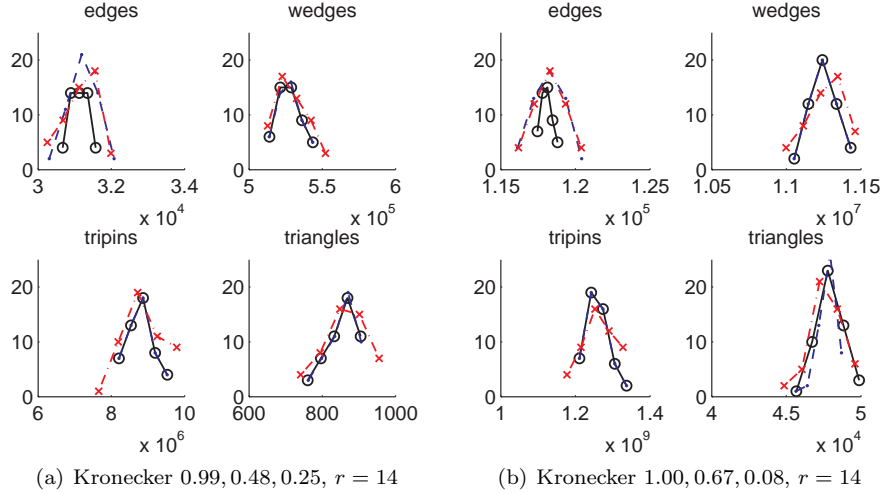 edges
wedges
edges
wedges
20
10
0
3
3.2
3.4
x 10^4
20
10
0
5
5.5
6
x 10^5
20
10
0
1.15
1.2
1.25
x 10^5
20
10
0
1.05
1.1
1.15
x 10^7
tripins
triangles
tripins
triangles
20
10
0
6
8
10
x 10^6
20
10
0
600
800
1000
20
10
0
1
1.2
1.4
x 10^9
20
10
0
4
4.5
5
x 10^4
(a) Kronecker 0.99, 0.48, 0.25, r = 14
(b) Kronecker 1.00, 0.67, 0.08, r = 14